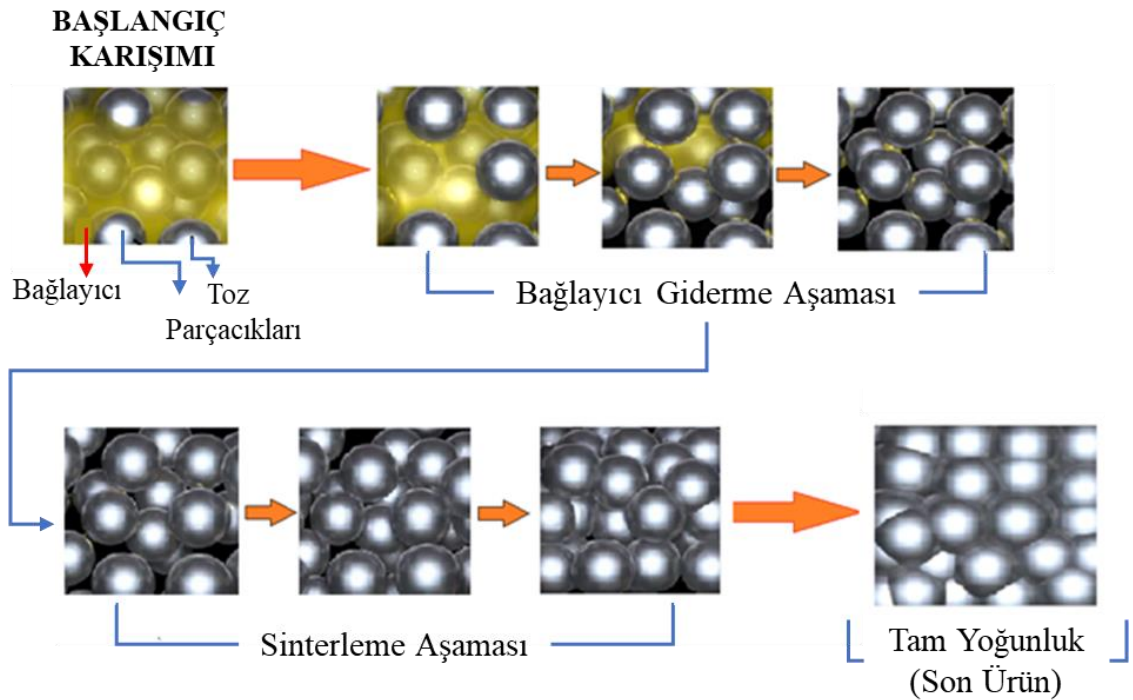 BAŞLANGIÇ
KARIŞIMI
Bağlayıcı
Toz
Parçacıkları
Bağlayıcı Giderme Aşaması
Sinterleme Aşaması
Tam Yoğunluk
(Son Ürün)